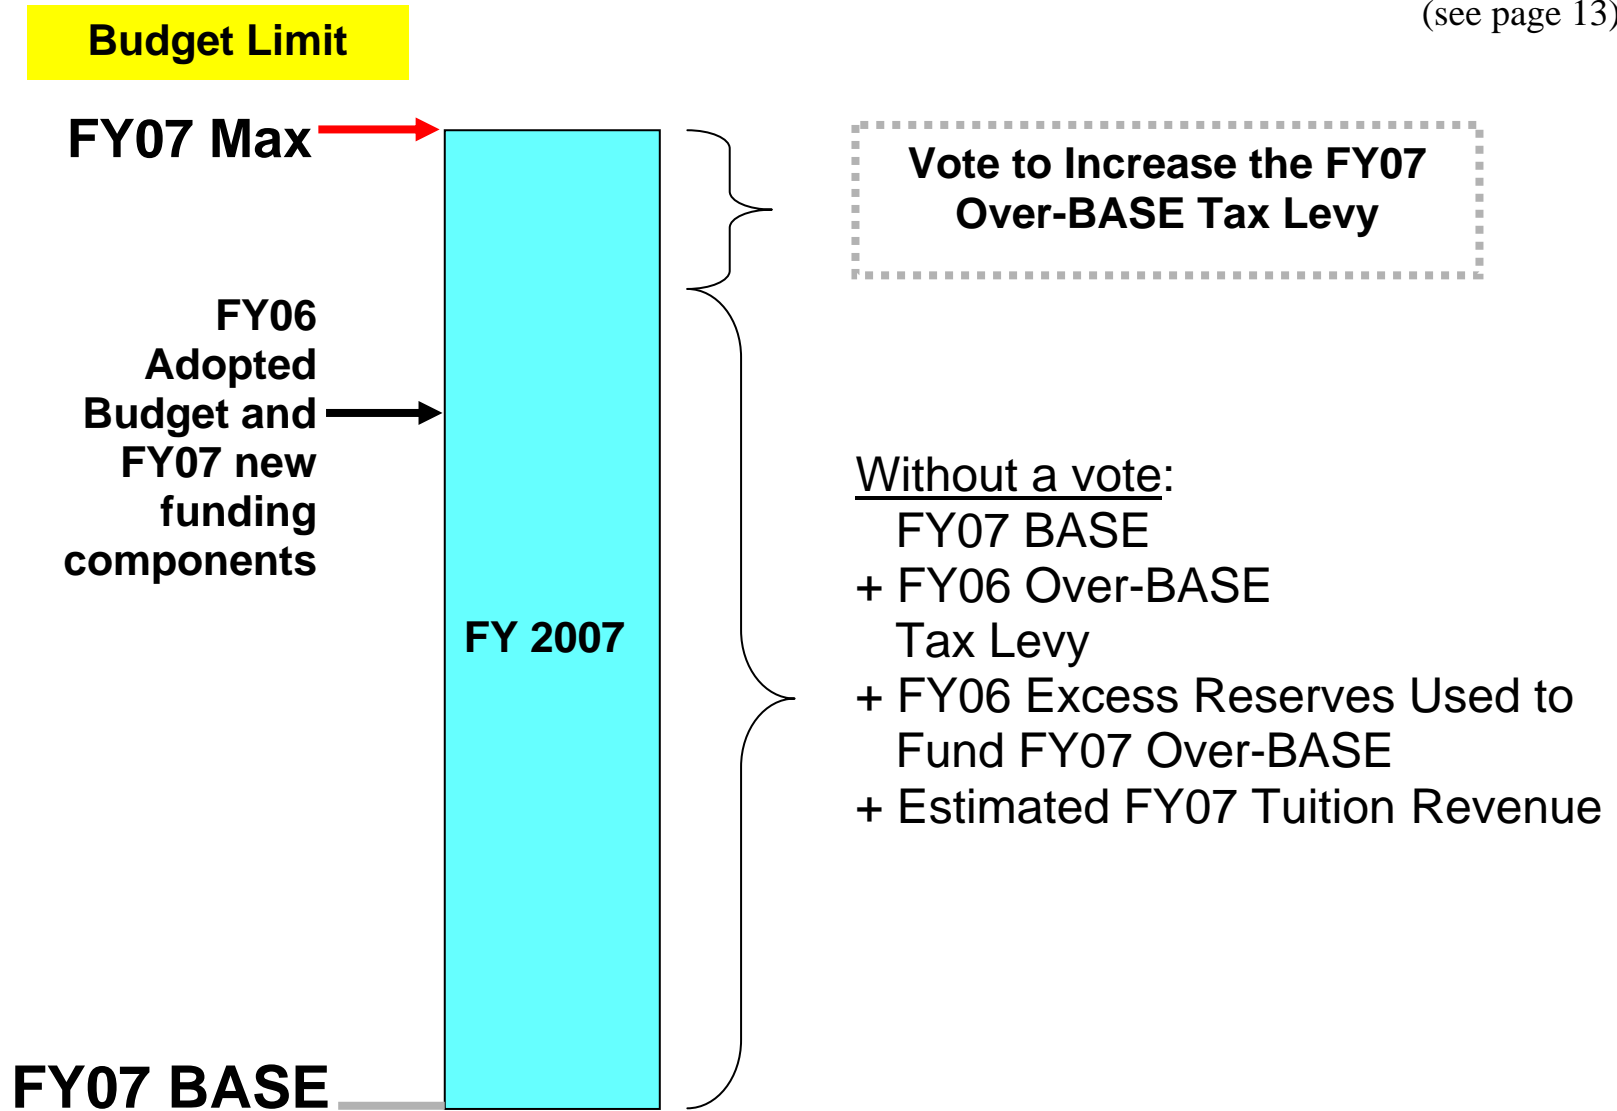 (see page 13)
Budget Limit
FY07 Max
Vote to Increase the FY07
Over-BASE Tax Levy
FY06
Adopted
Budget and
FY07 new
funding
components
FY 2007
Without a vote:
FY07 BASE
+ FY06 Over-BASE
Tax Levy
+ FY06 Excess Reserves Used to
Fund FY07 Over-BASE
+ Estimated FY07 Tuition Revenue
FY07 BASE